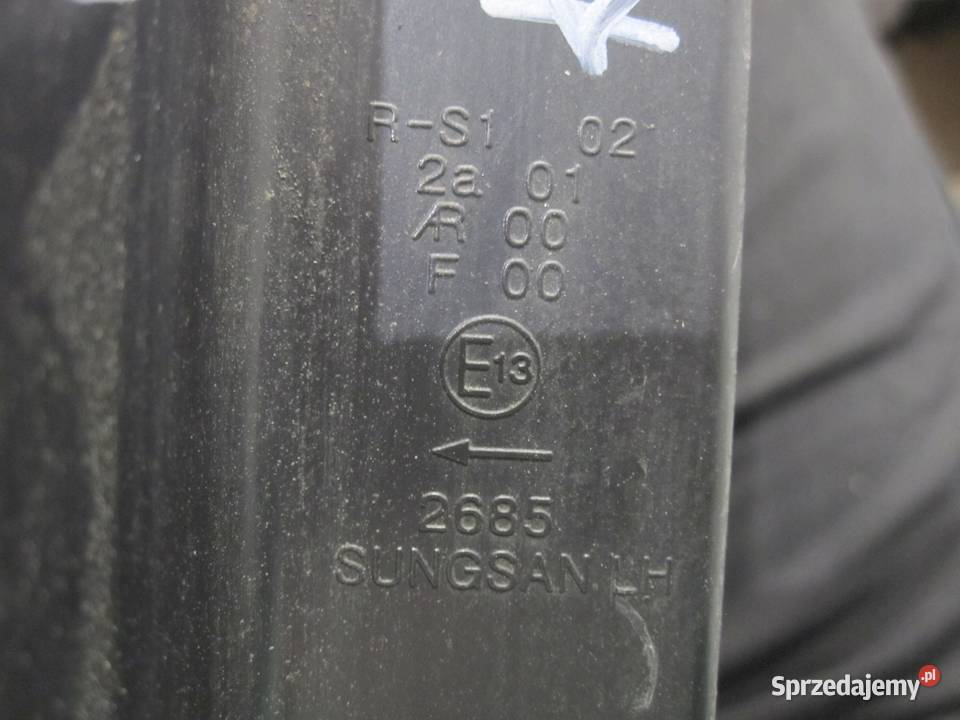 R-S1 02
2a 01
AR 00
F 00
E13
←
2685
SUNGSAN LH
Sprzedajemy.pl